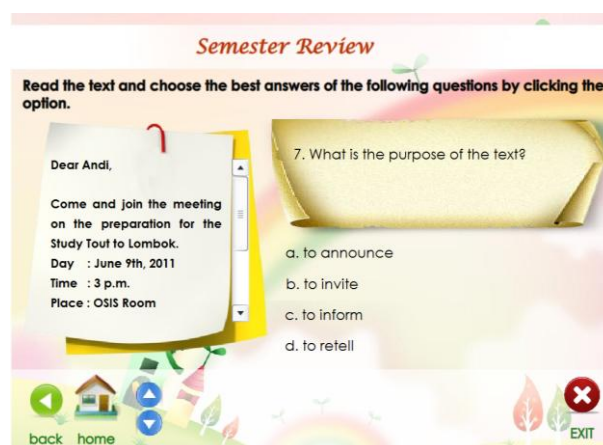 Semester Review
Read the text and choose the best answers of the following questions by clicking the
option.
Dear Andi,
Come and join the meeting
on the preparation for the
Study Tout to Lombok.
Day : June 9th, 2011
Time : 3 p.m.
Place : OSIS Room
7. What is the purpose of the text?
a. to announce
b. to invite
c. to inform
d. to retell
back home
EXIT